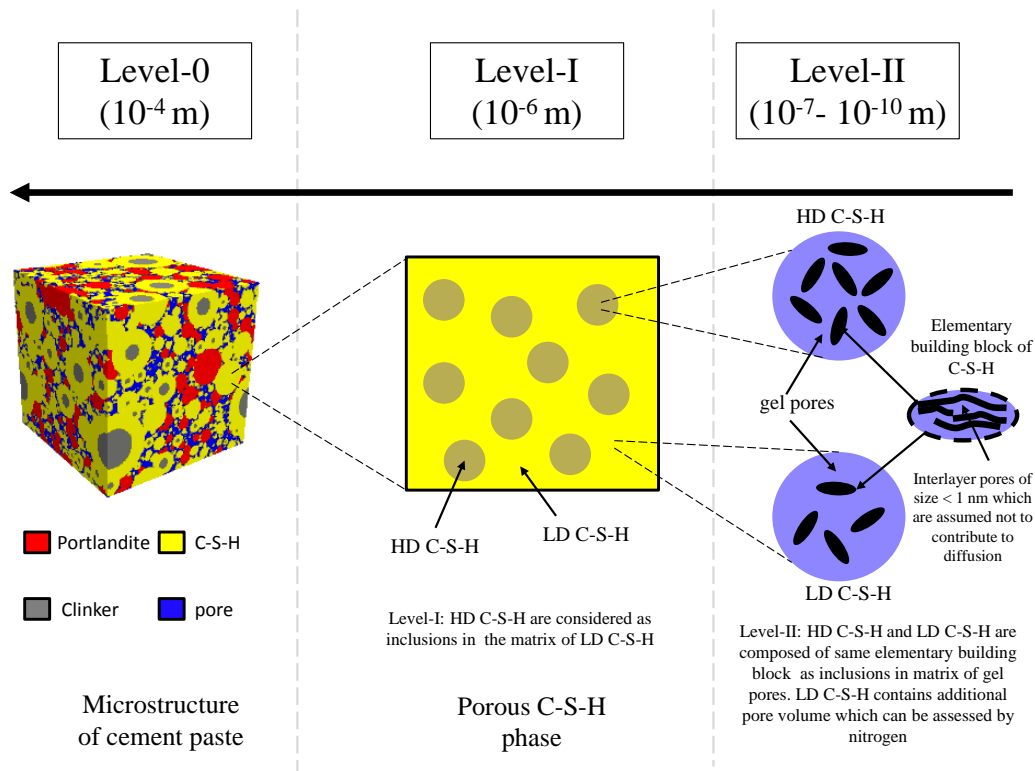 Level-0
(10⁻⁴ m)
Level-I
(10⁻⁶ m)
Level-II
(10⁻⁷- 10⁻¹⁰ m)
HD C-S-H
Elementary
building block of
C-S-H
gel pores
Interlayer pores of
size < 1 nm which
are assumed not to
contribute to
diffusion
LD C-S-H
HD C-S-H
LD C-S-H
Portlandite
C-S-H
Clinker
pore
Level-I: HD C-S-H are considered as
inclusions in the matrix of LD C-S-H
Level-II: HD C-S-H and LD C-S-H are
composed of same elementary building
block as inclusions in matrix of gel
pores. LD C-S-H contains additional
pore volume which can be assessed by
nitrogen
Microstructure
of cement paste
Porous C-S-H
phase